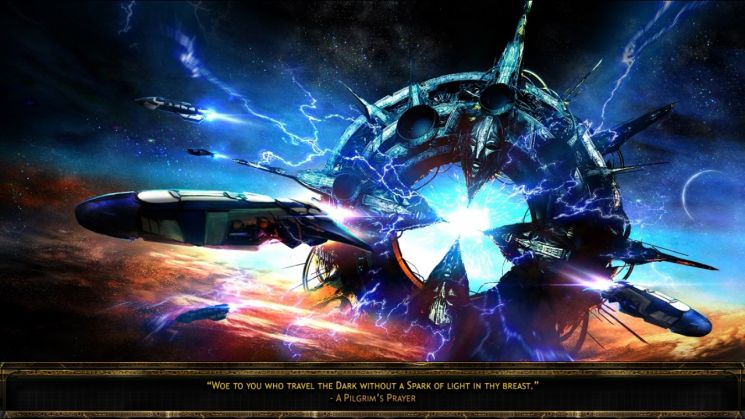 “Woe to you who travel the Dark without a Spark of light in thy breast.”
- A Pilgrim's Prayer